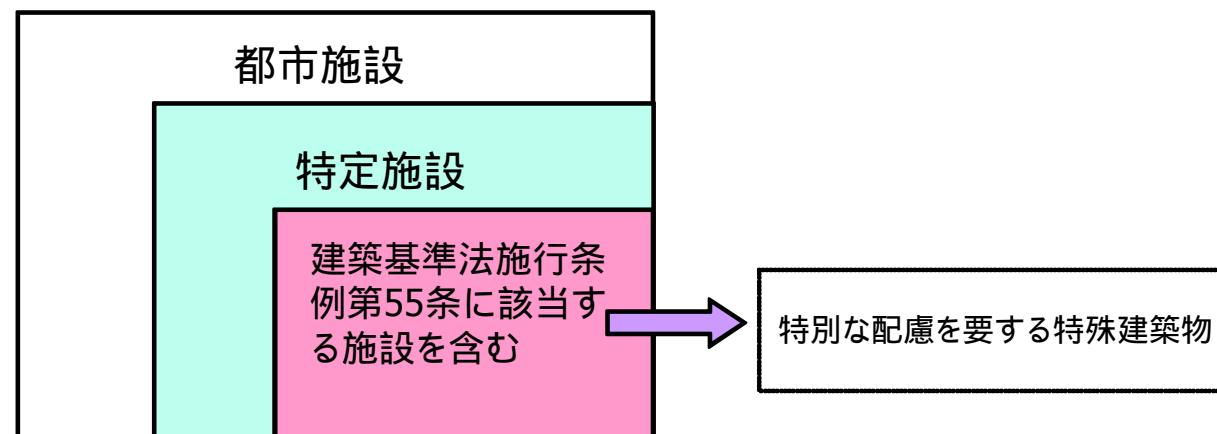 都市施設
特定施設
建築基準法施行条
例第55条に該当す
る施設を含む
特別な配慮を要する特殊建築物